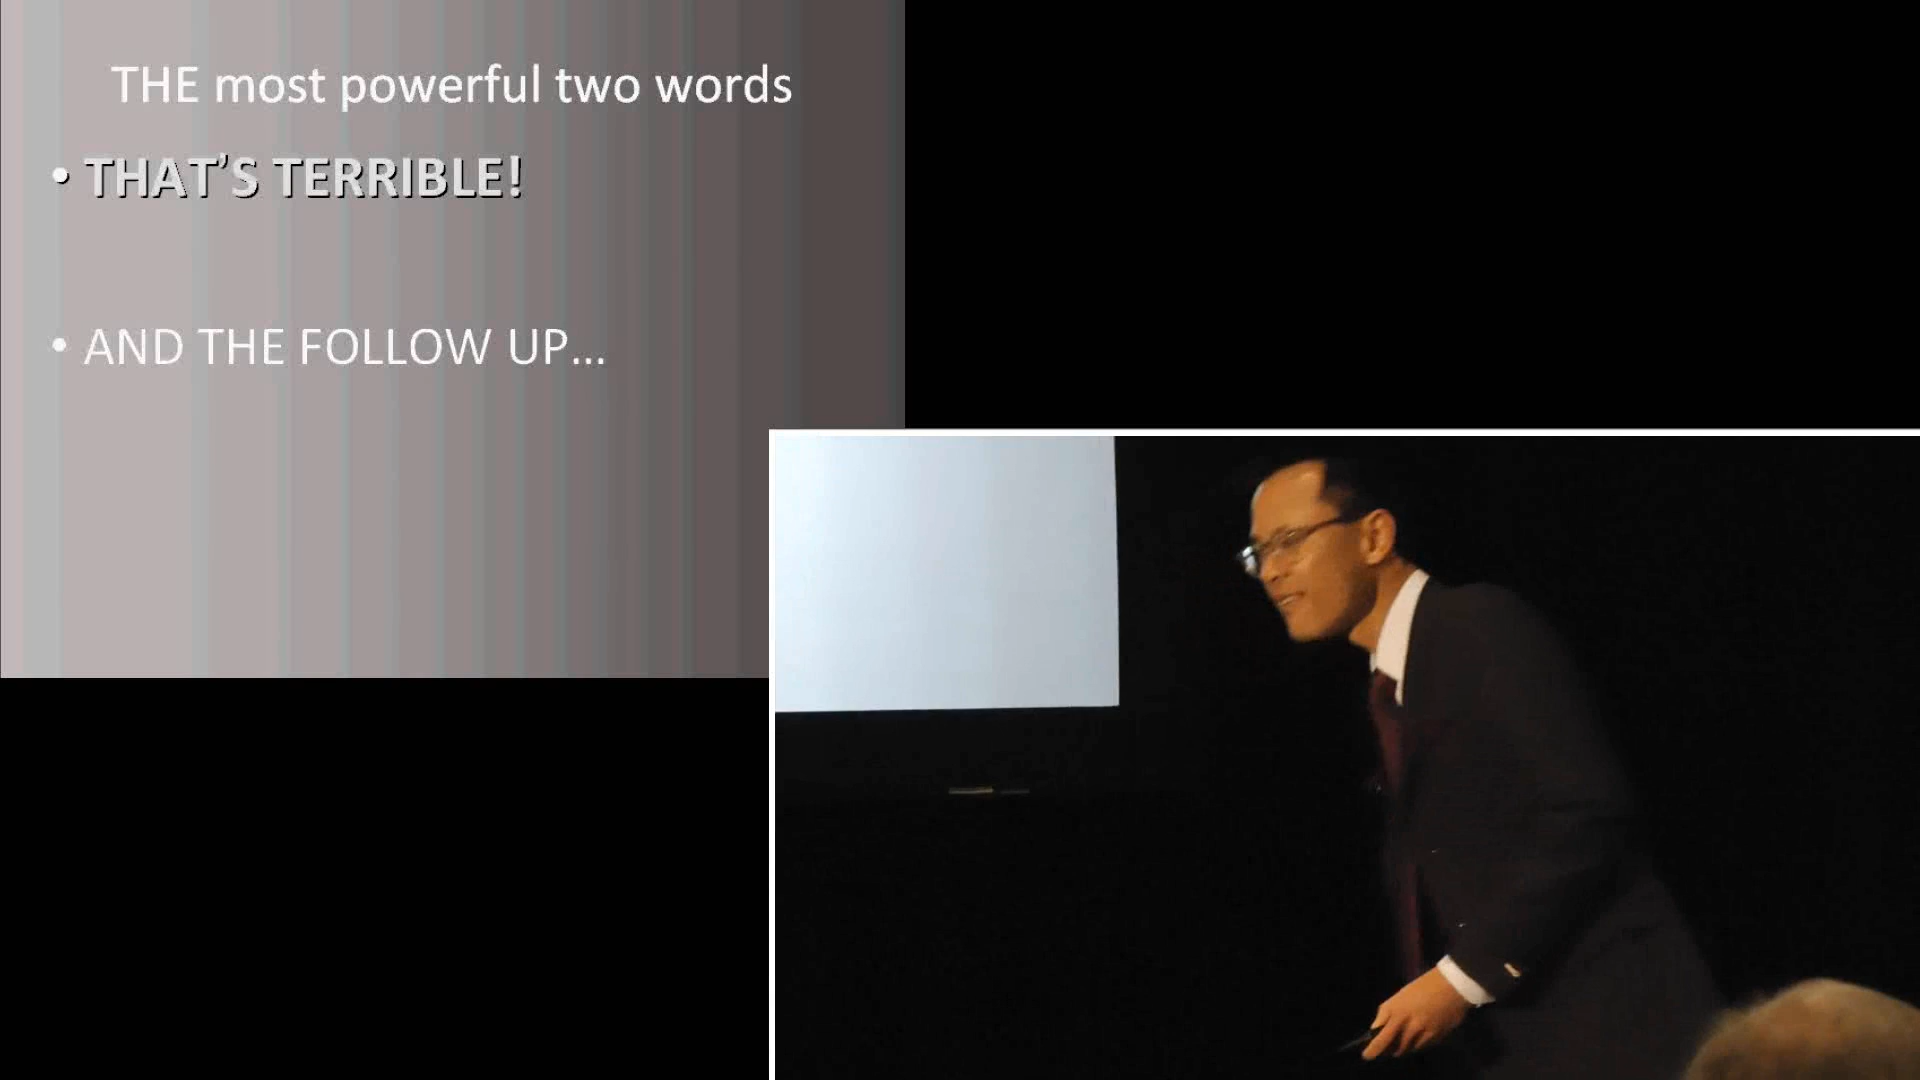 THE most powerful two words
• THAT'S TERRIBLE!
• AND THE FOLLOW UP...